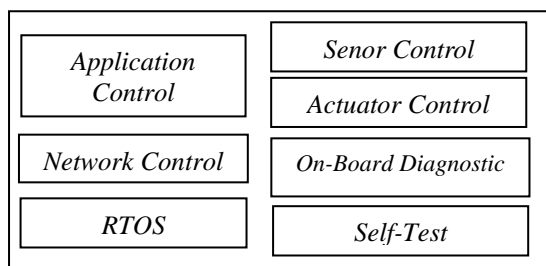 Application
Control
Network Control
RTOS
Senor Control
Actuator Control
On-Board Diagnostic
Self-Test